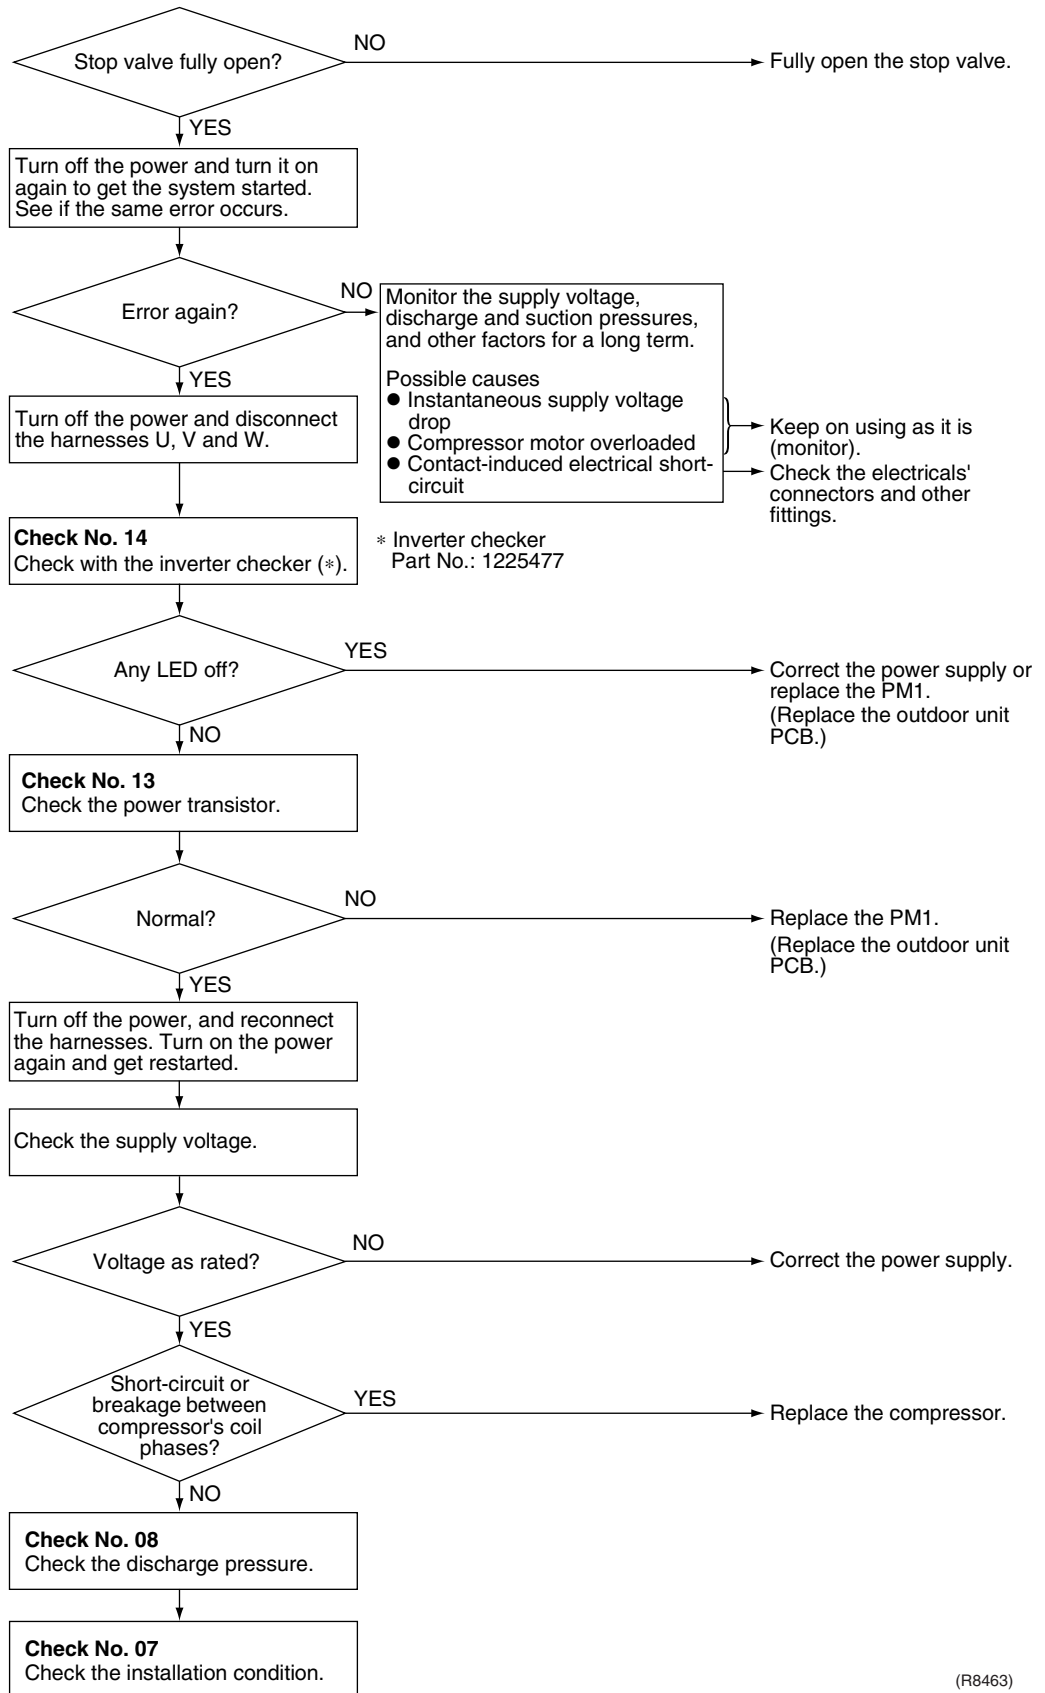 Stop valve fully open?
NO
Fully open the stop valve.
YES
Turn off the power and turn it on
again to get the system started.
See if the same error occurs.
Error again?
NO
Monitor the supply voltage,
discharge and suction pressures,
and other factors for a long term.
Possible causes
● Instantaneous supply voltage
drop
● Compressor motor overloaded
● Contact-induced electrical short-
circuit
Keep on using as it is
(monitor).
Check the electricals'
connectors and other
fittings.
YES
Turn off the power and disconnect
the harnesses U, V and W.
Check No. 14
Check with the inverter checker (*).
* Inverter checker
Part No.: 1225477
Any LED off?
YES
Correct the power supply or
replace the PM1.
(Replace the outdoor unit
PCB.)
NO
Check No. 13
Check the power transistor.
Normal?
NO
Replace the PM1.
(Replace the outdoor unit
PCB.)
YES
Turn off the power, and reconnect
the harnesses. Turn on the power
again and get restarted.
Check the supply voltage.
Voltage as rated?
NO
Correct the power supply.
YES
Short-circuit or
breakage between
compressor's coil
phases?
YES
Replace the compressor.
NO
Check No. 08
Check the discharge pressure.
Check No. 07
Check the installation condition.
(R8463)